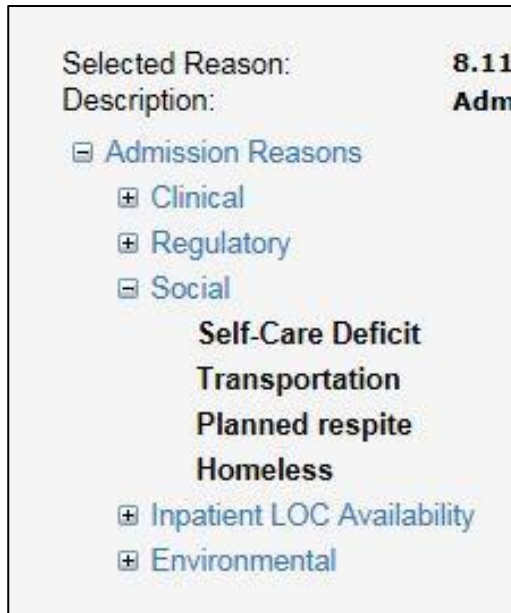 Selected Reason: 8.11
Description: Adm
Admission Reasons
Clinical
Regulatory
Social
Self-Care Deficit
Transportation
Planned respite
Homeless
Inpatient LOC Availability
Environmental